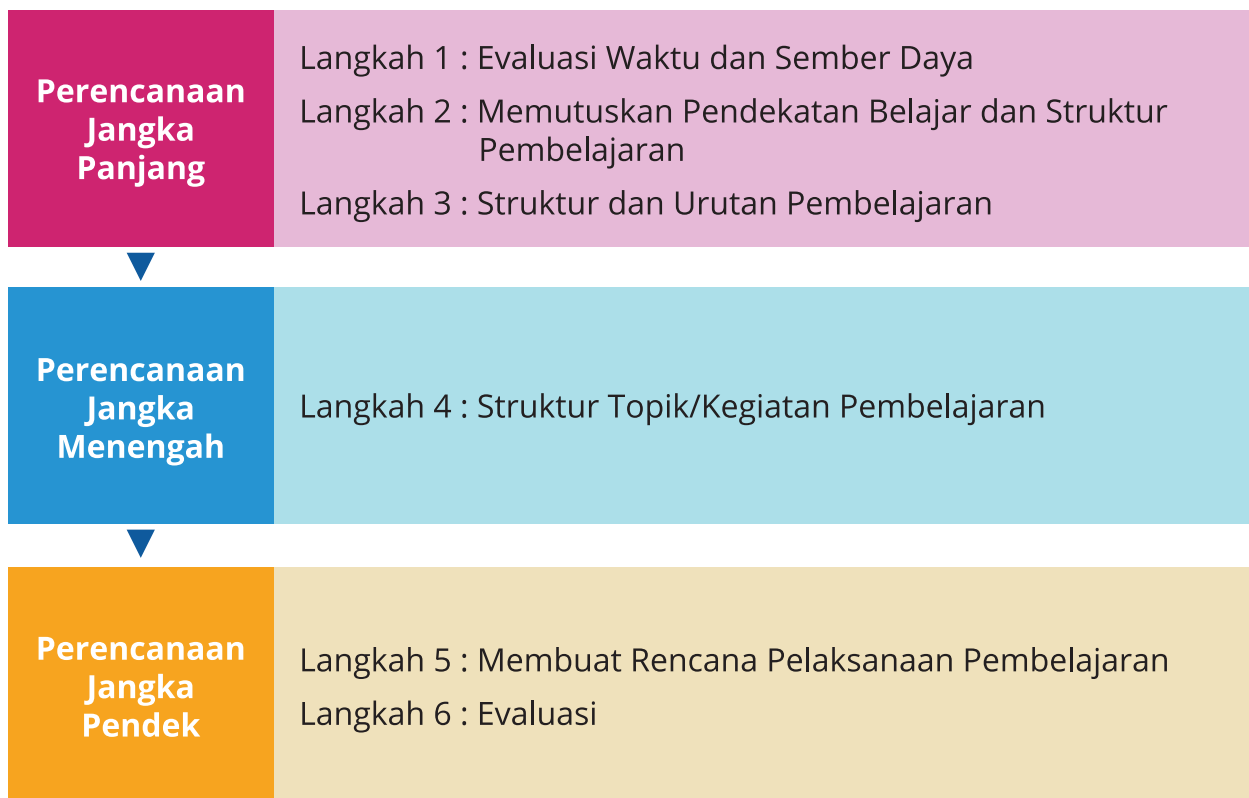 Perencanaan
Jangka
Panjang
Langkah 1 : Evaluasi Waktu dan Sember Daya
Langkah 2 : Memutuskan Pendekatan Belajar dan Struktur
Pembelajaran
Langkah 3 : Struktur dan Urutan Pembelajaran
Perencanaan
Jangka
Menengah
Langkah 4 : Struktur Topik/Kegiatan Pembelajaran
Perencanaan
Jangka
Pendek
Langkah 5 : Membuat Rencana Pelaksanaan Pembelajaran
Langkah 6 : Evaluasi